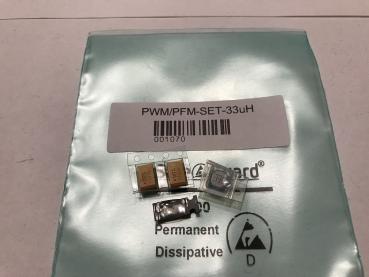 PWM/PFM-SET-33uH
001070
Permanent
Dissipative
D